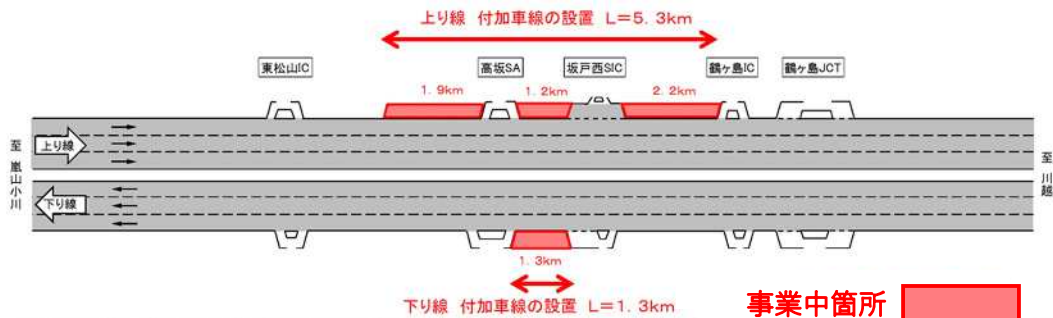 上り線 付加車線の設置 L=5.3km
東松山IC
高坂SA
坂戸西SIC
鶴ヶ島IC
鶴ヶ島JCT
1.9km
1.2km
2.2km
至 嵐山小川
上り線
至 川越
下り線
1.3km
下り線 付加車線の設置 L=1.3km
事業中箇所